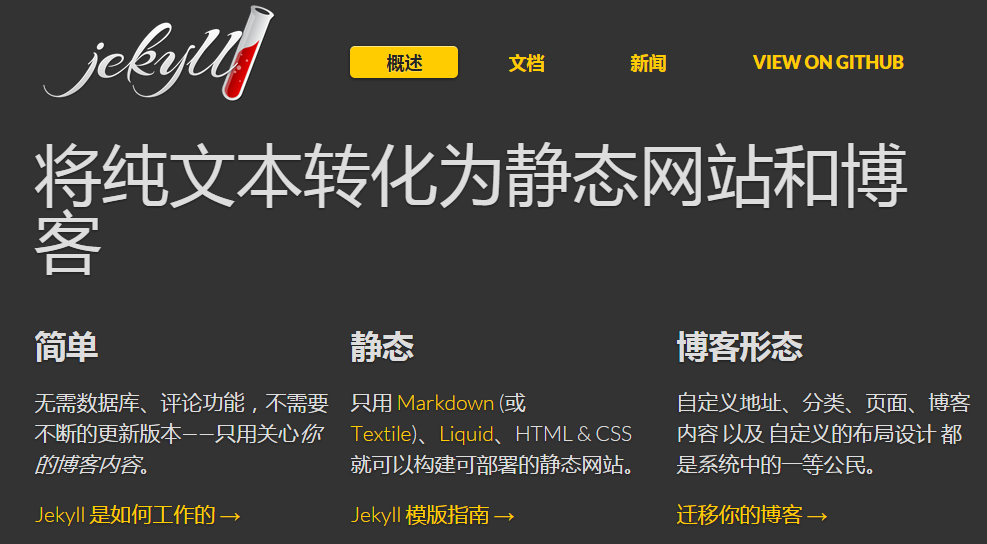 jekyll
概述
文档
新闻
VIEW ON GITHUB
将纯文本转化为静态网站和博
客
简单
无需数据库、评论功能，不需要
不断的更新版本——只用关心你
的博客内容。
Jekyll 是如何工作的 →
静态
只用 Markdown (或
Textile)、Liquid、HTML & CSS
就可以构建可部署的静态网站。
Jekyll 模版指南 →
博客形态
自定义地址、分类、页面、博客
内容 以及 自定义的布局设计 都
是系统中的一等公民。
迁移你的博客 →